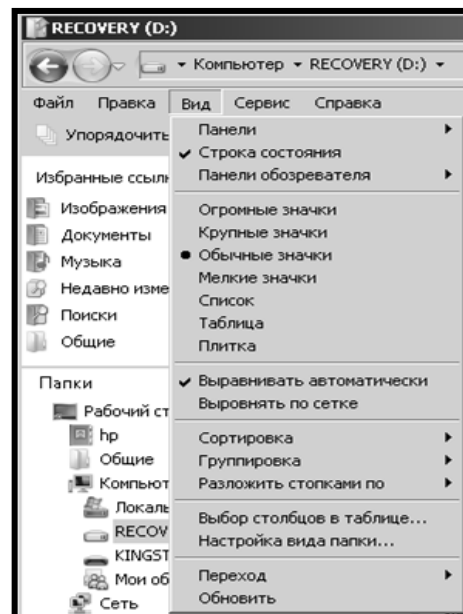 RECOVERY (D:)
Компьютер RECOVERY (D:)
Файл Правка Вид Сервис Справка
Упорядочить
Панели
Строка состояния
Панели обозревателя
Избранные ссылк
Изображения
Документы
Музыка
Недавно изме
Поиски
Общие
Огромные значки
Крупные значки
Обычные значки
Мелкие значки
Список
Таблица
Плитка
Папки
Рабочий ст
hp
Общие
Компьют
Локаль
RECOV
KINGST
Мои об
Сеть
Выравнивать автоматически
Выровнять по сетке
Сортировка
Группировка
Разложить стопками по
Выбор столбцов в таблице...
Настройка вида папки...
Переход
Обновить